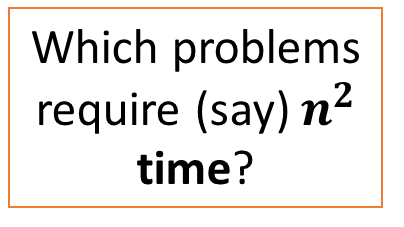 Which problems
require (say) n²
time?